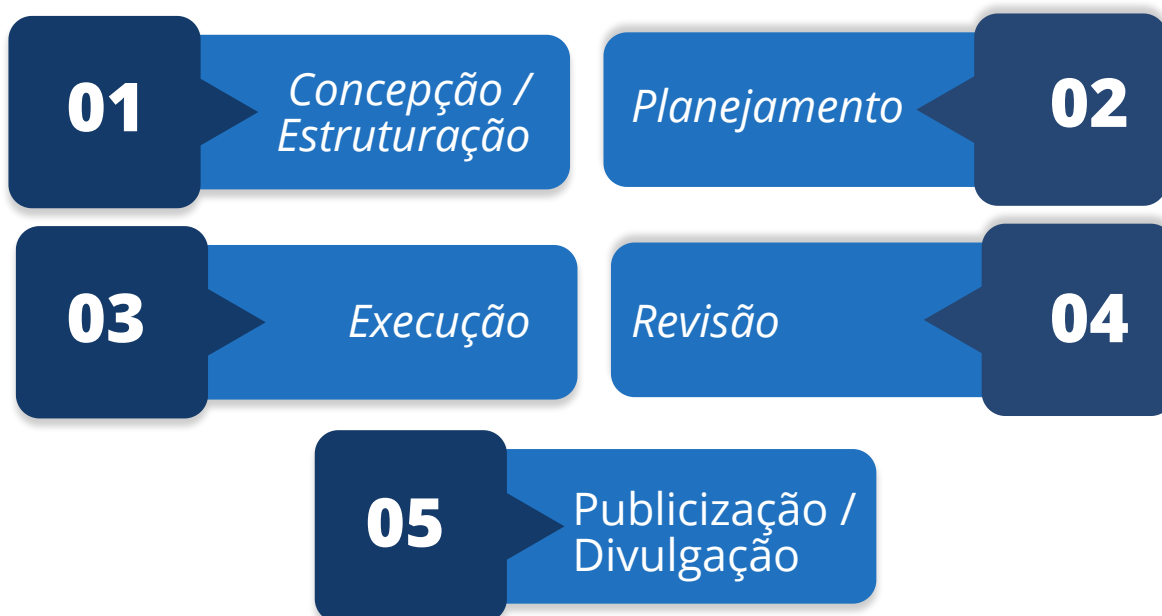 01
Concepção /
Estruturação
Planejamento
02
03
Execução
Revisão
04
05
Publicização /
Divulgação